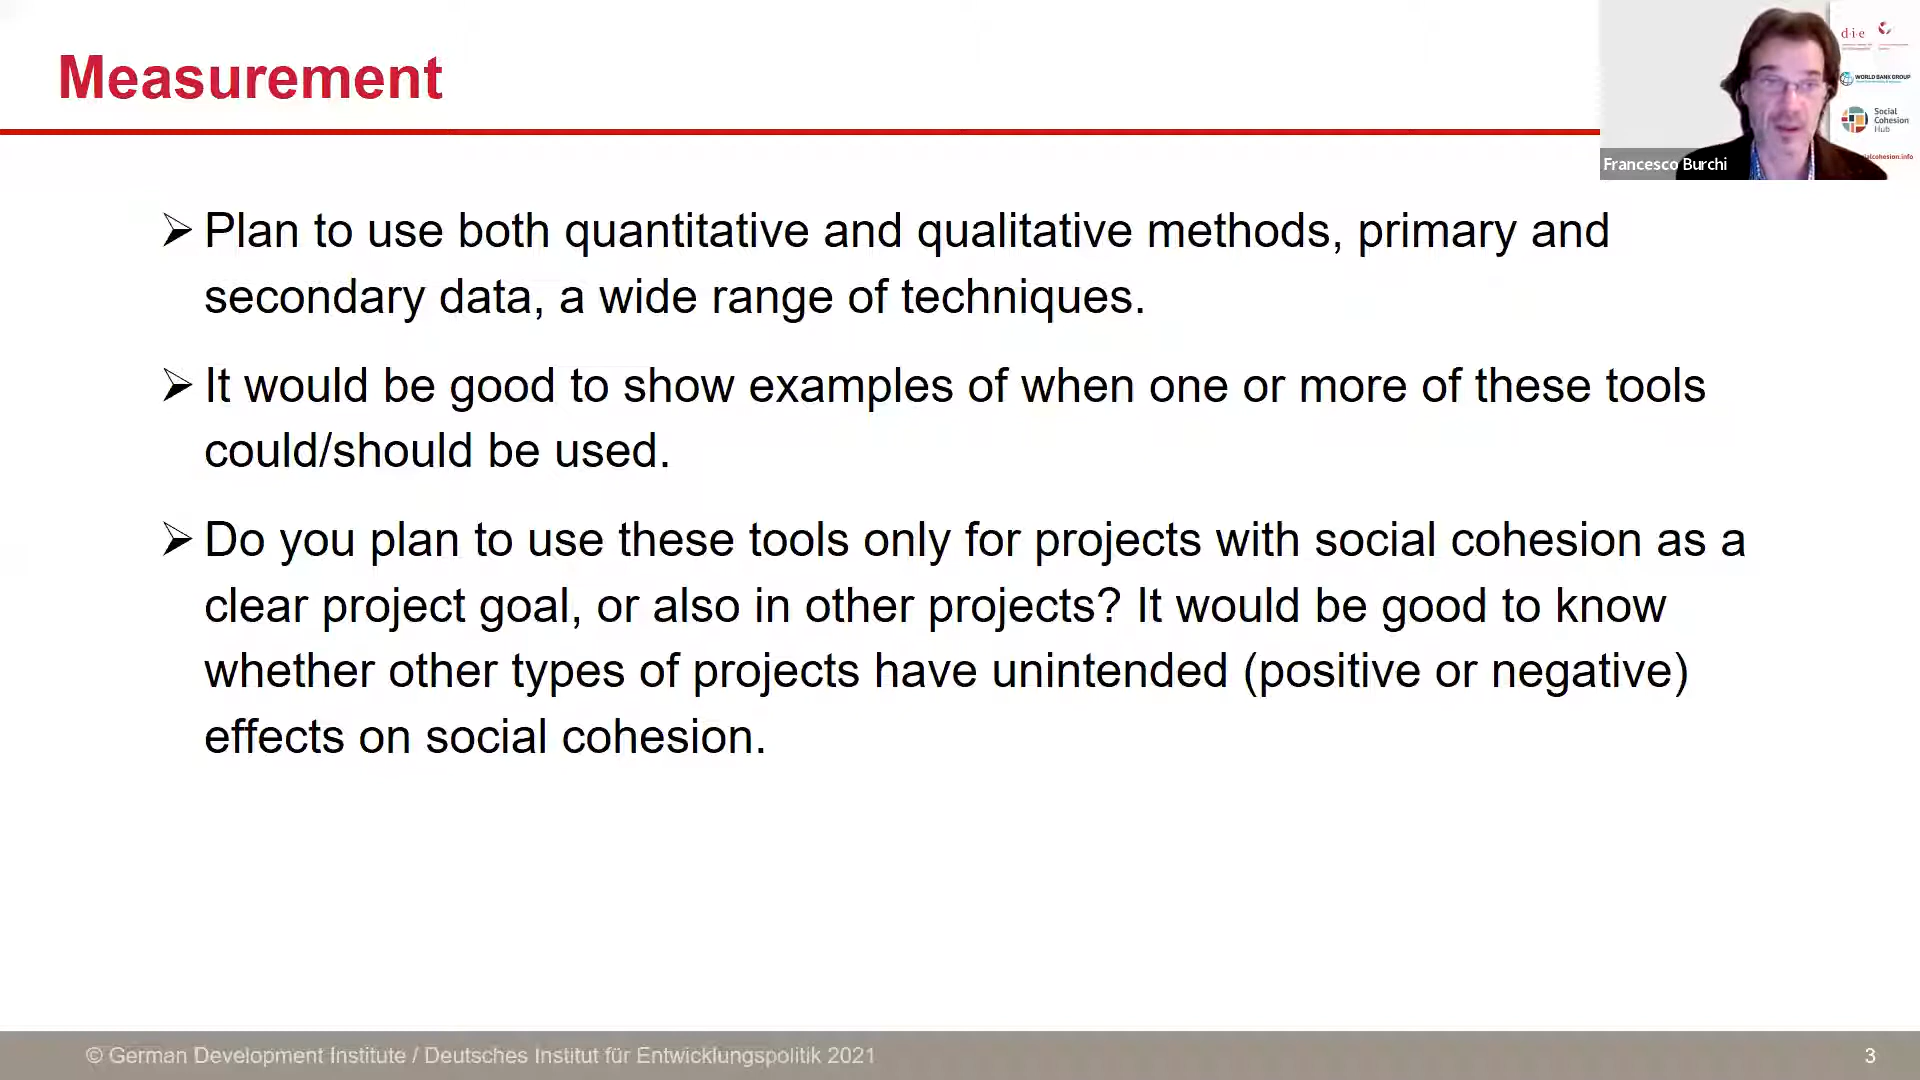 Measurement
d·i·e
WORLD BANK GROUP
Social
Cohesion
Hub
Francesco Burchi
ialcohesion.info
➢ Plan to use both quantitative and qualitative methods, primary and
secondary data, a wide range of techniques.
➢ It would be good to show examples of when one or more of these tools
could/should be used.
➢ Do you plan to use these tools only for projects with social cohesion as a
clear project goal, or also in other projects? It would be good to know
whether other types of projects have unintended (positive or negative)
effects on social cohesion.
© German Development Institute / Deutsches Institut für Entwicklungspolitik 2021
3